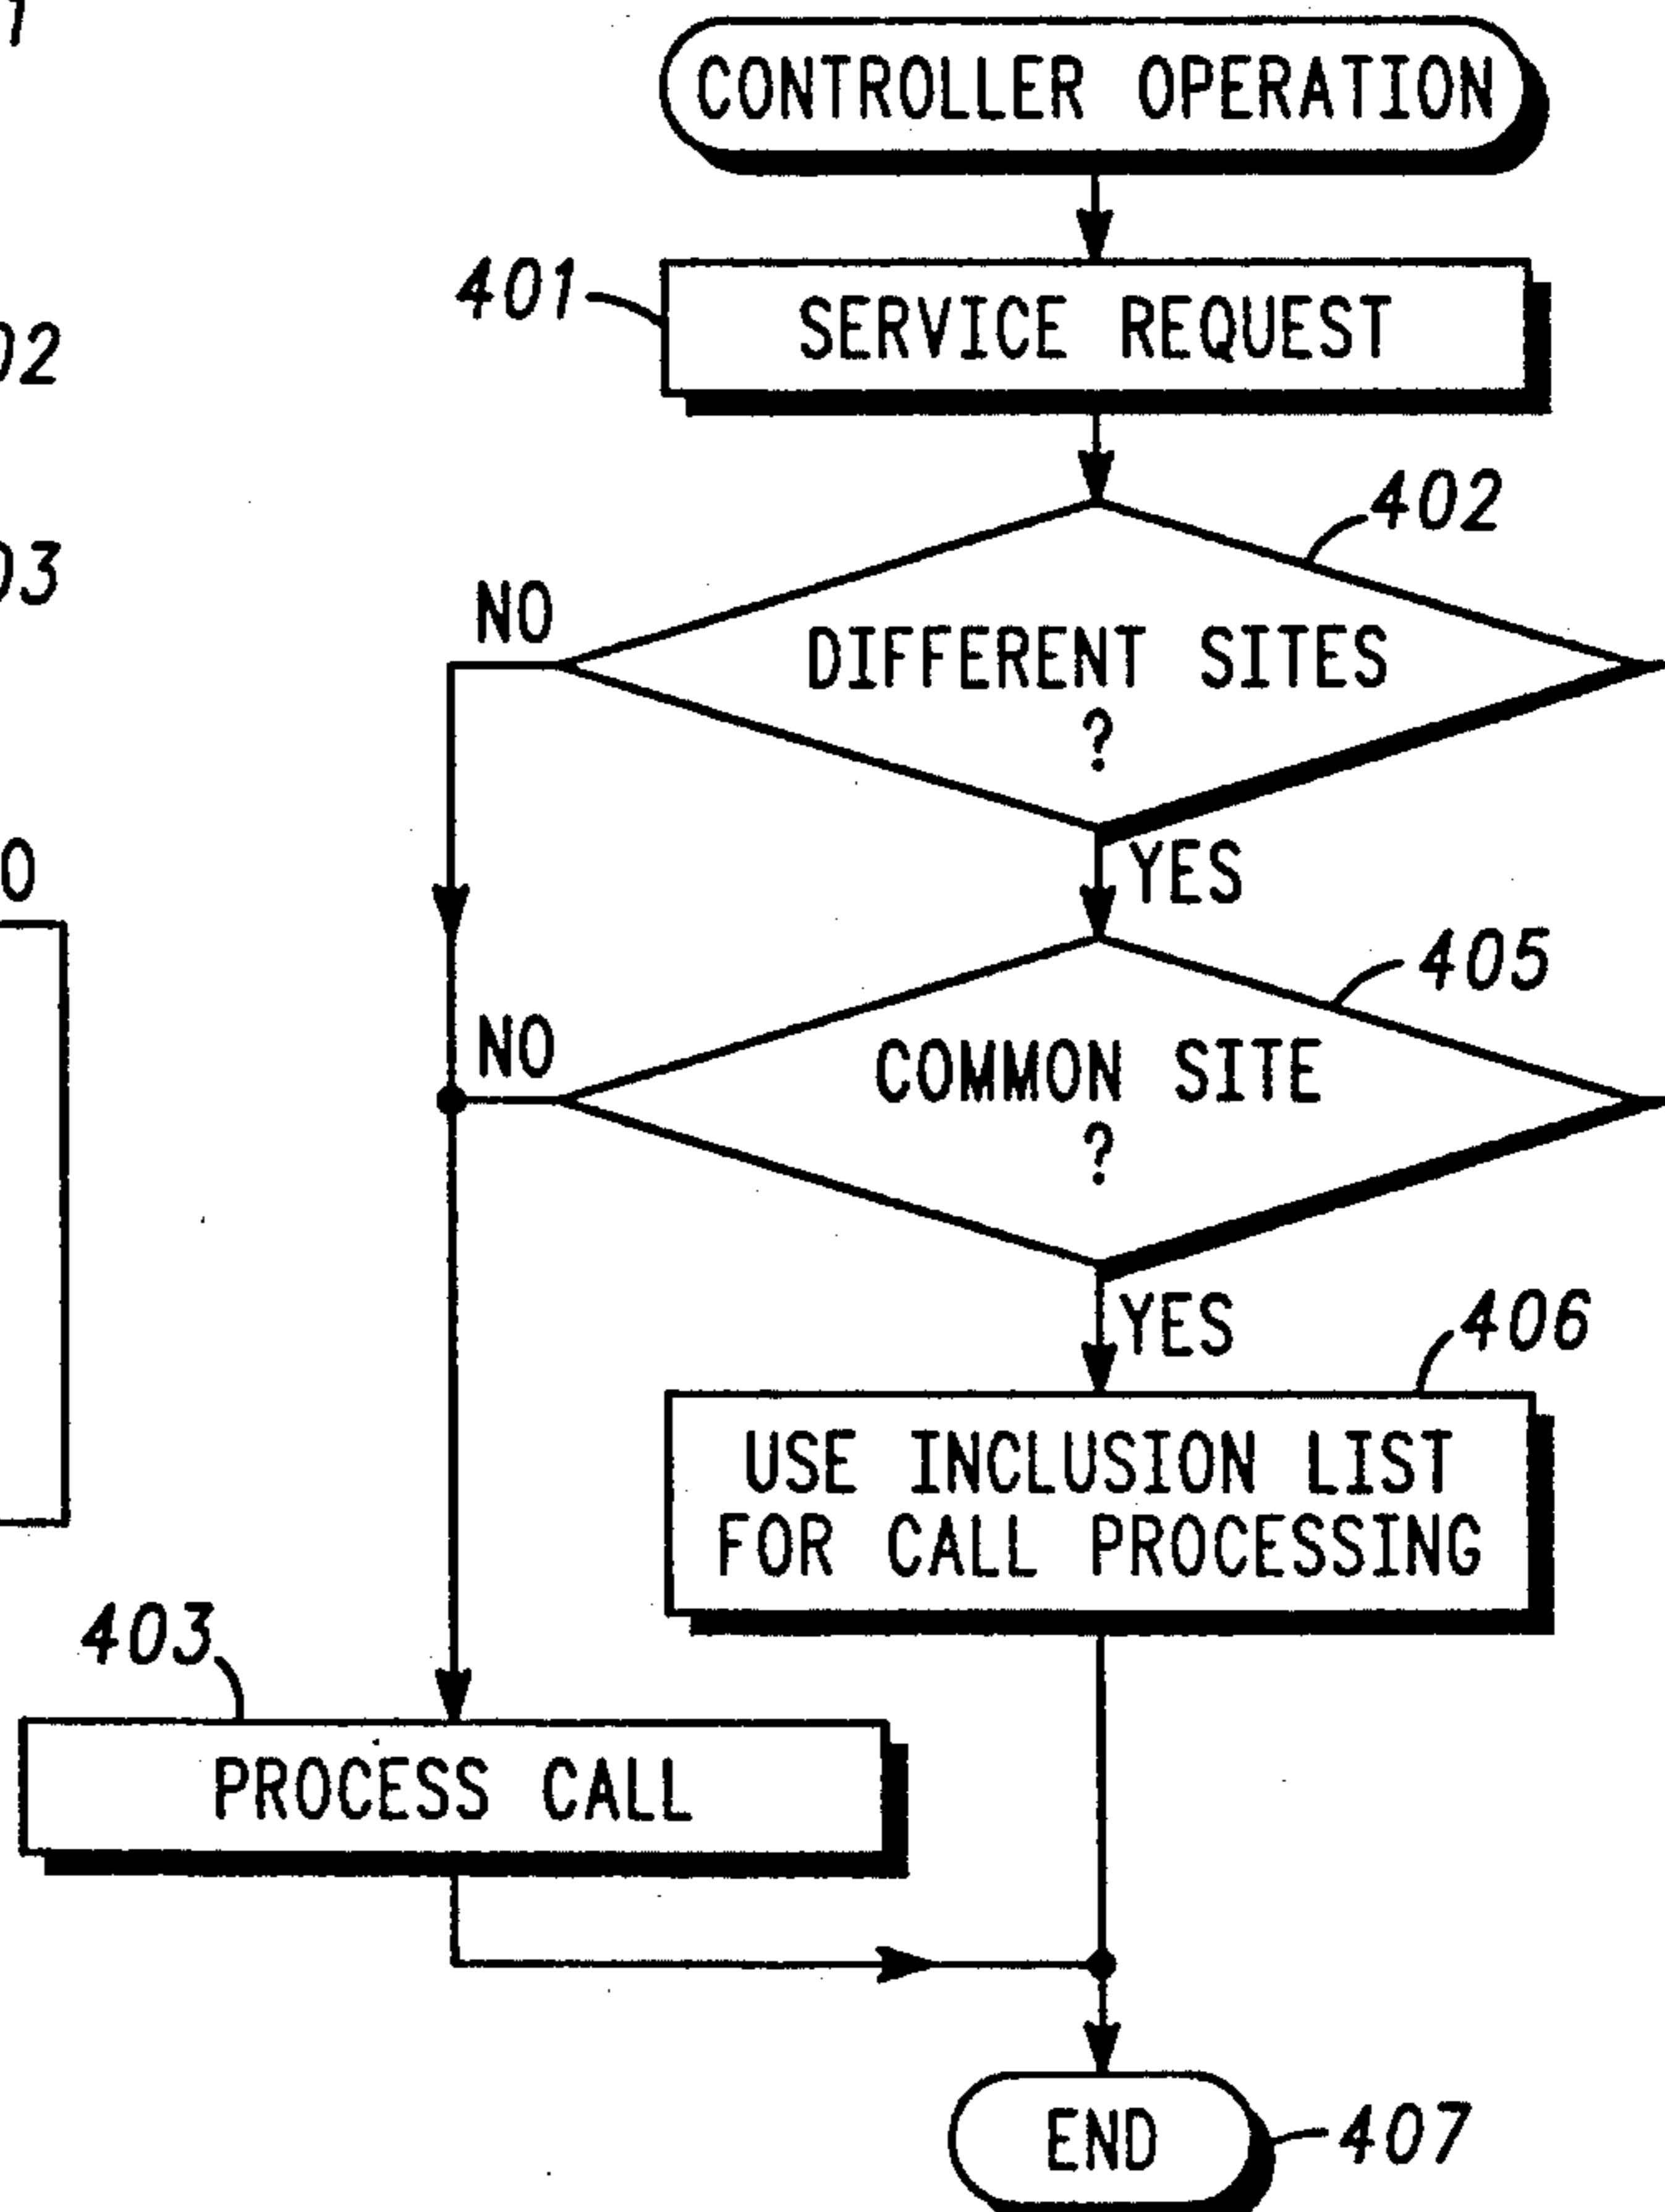 CONTROLLER OPERATION
401
SERVICE REQUEST
402
NO
DIFFERENT SITES
?
YES
405
NO
COMMON SITE
?
YES
406
USE INCLUSION LIST
FOR CALL PROCESSING
403
PROCESS CALL
END
407